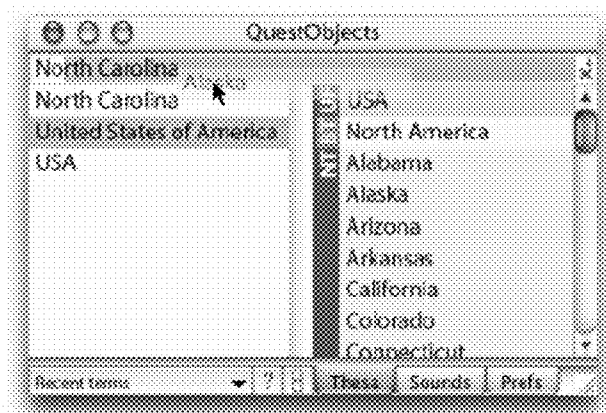 QuestObjects
North Carolina
Alaska
North Carolina
United States of America
USA
USA
North America
Alabama
Alaska
Arizona
Arkansas
California
Colorado
Connecticut
Recent terms
?
Thesa
Sounds
Prefs